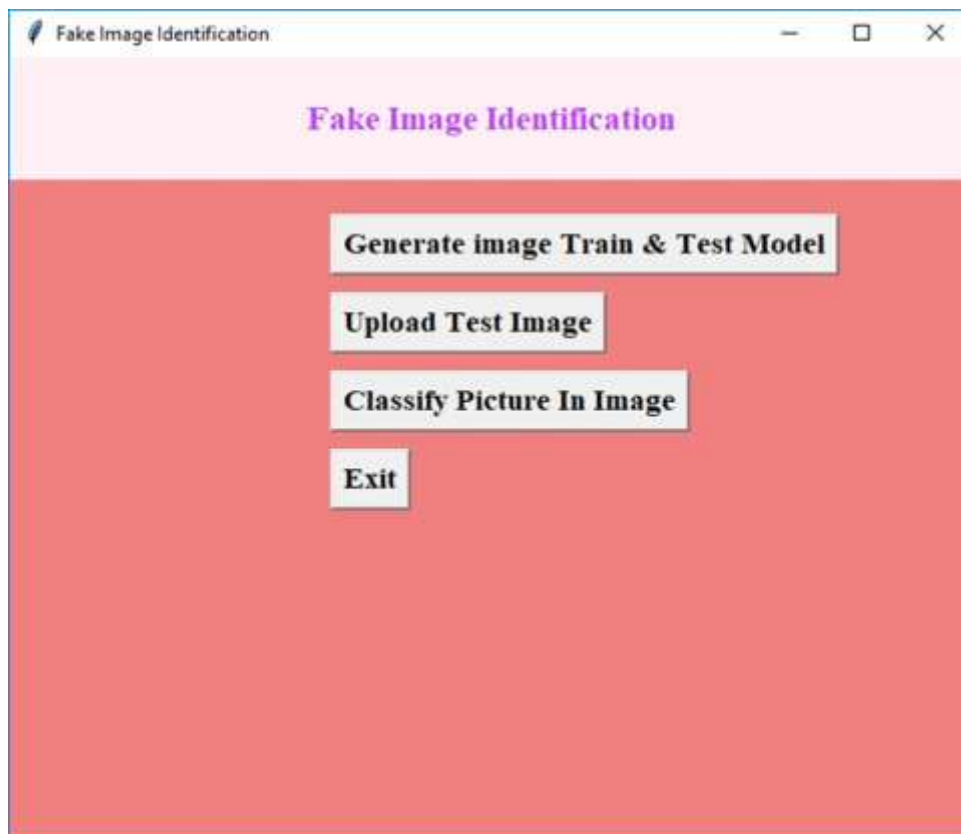 Fake Image Identification
Fake Image Identification
Generate image Train & Test Model
Upload Test Image
Classify Picture In Image
Exit